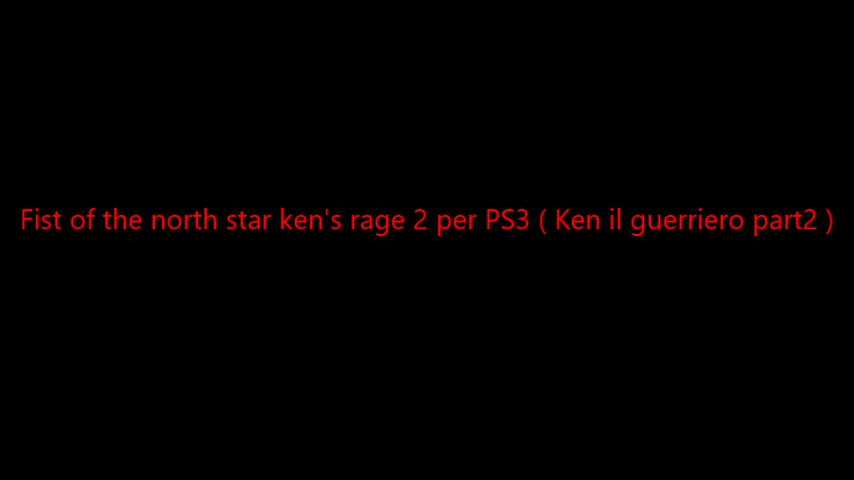 Fist of the north star ken's rage 2 per PS3 ( Ken il guerriero part2 )